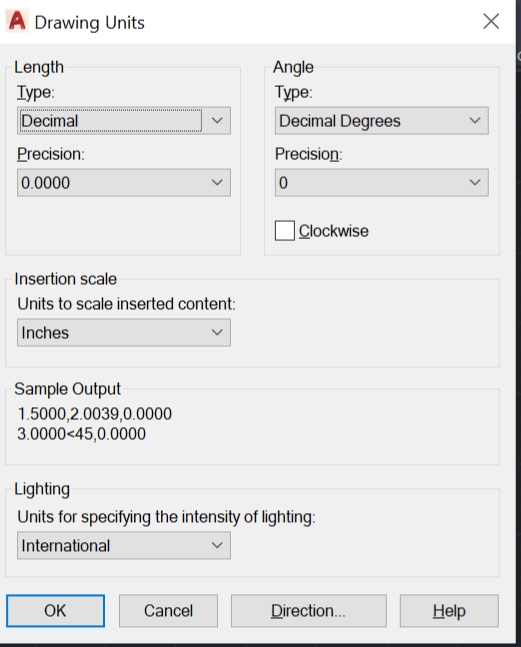 Drawing Units
Length
Type:
Decimal
Precision:
0.0000
Angle
Type:
Decimal Degrees
Precision:
0
Clockwise
Insertion scale
Units to scale inserted content:
Inches
Sample Output
1.5000,2.0039,0.0000
3.0000<45,0.0000
Lighting
Units for specifying the intensity of lighting:
International
OK
Cancel
Direction...
Help